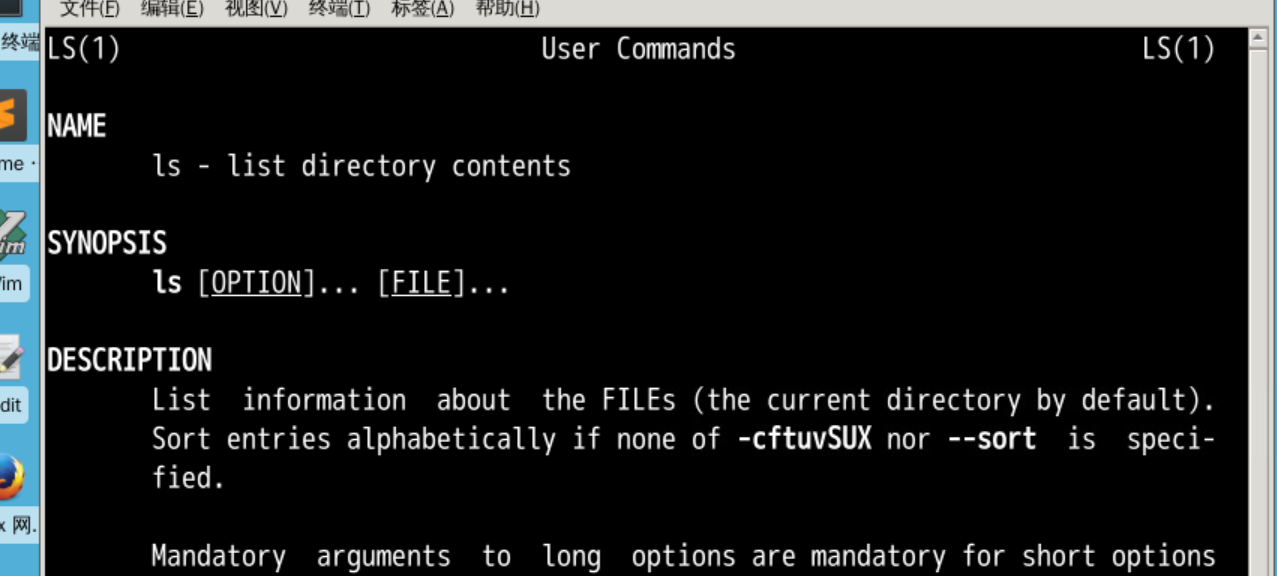 文件(F) 编辑(E) 视图(V) 终端(T) 标签(A) 帮助(H)
终端
LS(1) User Commands LS(1)
NAME
ls - list directory contents
SYNOPSIS
ls [OPTION]... [FILE]...
DESCRIPTION
List information about the FILEs (the current directory by default).
Sort entries alphabetically if none of -cftuvSUX nor --sort is speci-
fied.
Mandatory arguments to long options are mandatory for short options
me ·
im
Vim
dit
x 网.